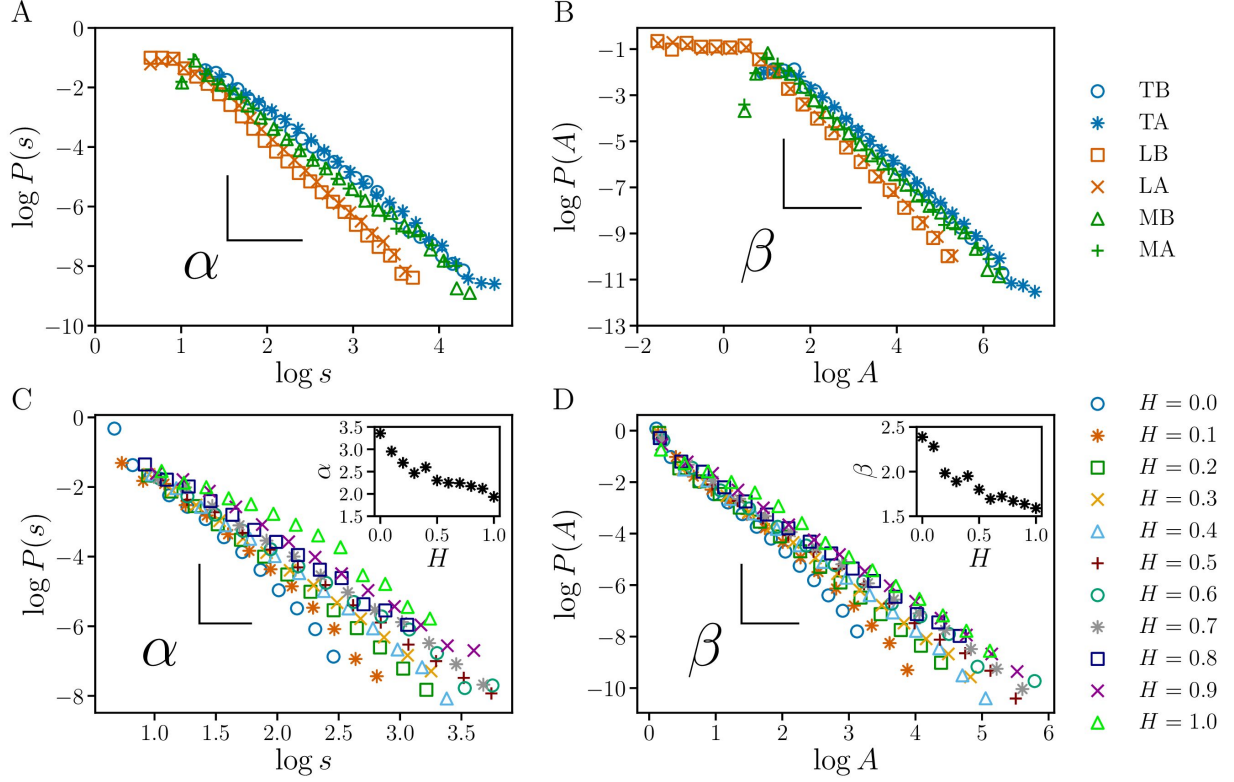 A
B
0
−2
−4
−6
−8
−10
log P(s)
α
0
1
2
3
4
log s
−1
−3
−5
−7
−9
−11
−13
log P(A)
β
−2
0
2
4
6
log A
TB
TA
LB
LA
MB
MA
C
D
0
−2
−4
−6
−8
log P(s)
α
1.0
1.5
2.0
2.5
3.0
3.5
log s
3.5
3.0
2.5
2.0
1.5
α
0.0
0.5
1.0
H
0
−2
−4
−6
−8
−10
log P(A)
β
0
1
2
3
4
5
6
log A
2.5
2.0
1.5
β
0.0
0.5
1.0
H
H = 0.0
H = 0.1
H = 0.2
H = 0.3
H = 0.4
H = 0.5
H = 0.6
H = 0.7
H = 0.8
H = 0.9
H = 1.0